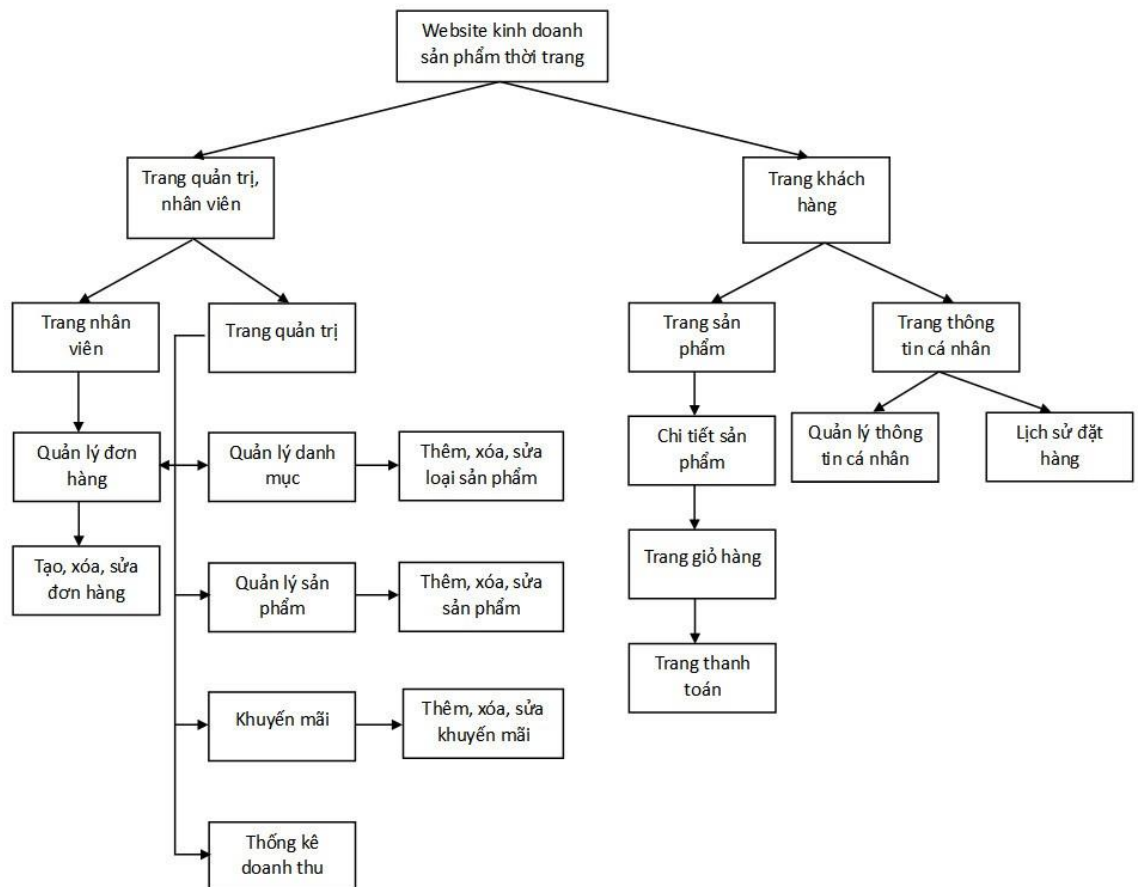 Website kinh doanh
sản phẩm thời trang
Trang quản trị,
nhân viên
Trang khách
hàng
Trang nhân
viên
Trang quản trị
Trang sản
phẩm
Trang thông
tin cá nhân
Quản lý đơn
hàng
Quản lý danh
mục
Thêm, xóa, sửa
loại sản phẩm
Chi tiết sản
phẩm
Quản lý thông
tin cá nhân
Lịch sử đặt
hàng
Tạo, xóa, sửa
đơn hàng
Quản lý sản
phẩm
Thêm, xóa, sửa
sản phẩm
Trang giỏ hàng
Trang thanh
toán
Khuyến mãi
Thêm, xóa, sửa
khuyến mãi
Thống kê
doanh thu